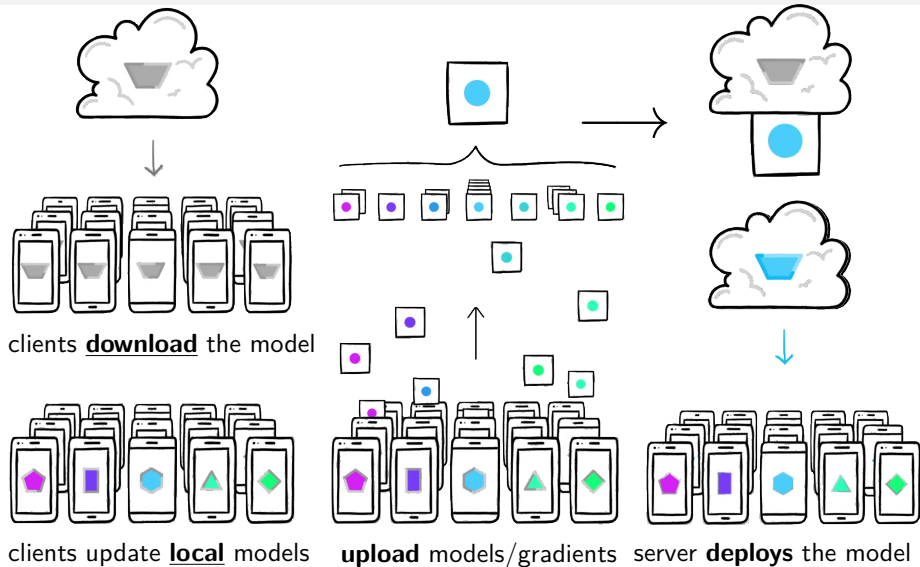 clients download the model
clients update local models
upload models/gradients
server deploys the model